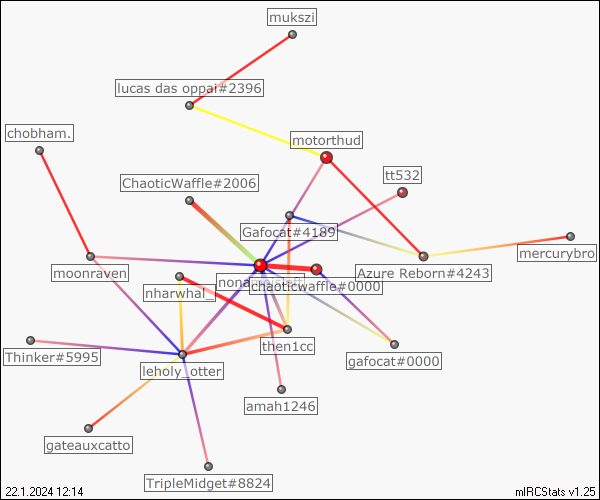 mukszi
lucas das oppai#2396
chobham.
motorthud
ChaoticWaffle#2006
tt532
Gafocat#4189
mercurybro
moonraven
Azure Reborn#4243
chaoticwaffle#0000
nharwhal_
then1cc
Thinker#5995
leholy_otter
gafocat#0000
amah1246
gateauxcatto
TripleMidget#8824
22.1.2024 12:14
mIRCStats v1.25